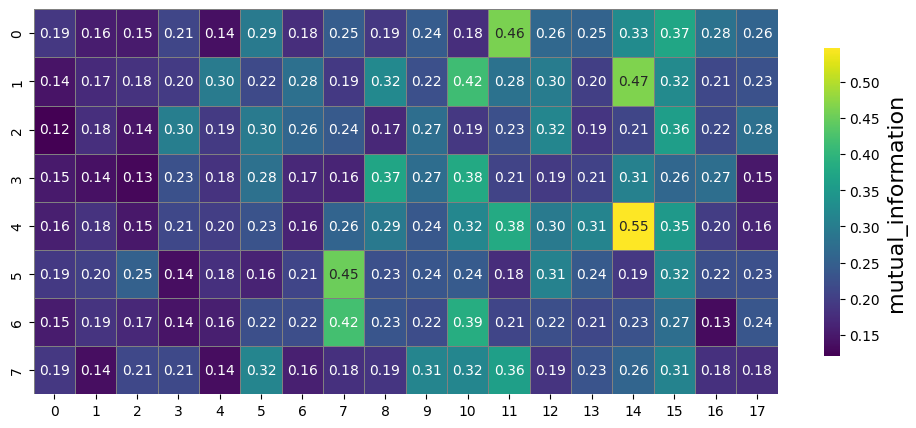 0 0.19 0.16 0.15 0.21 0.14 0.29 0.18 0.25 0.19 0.24 0.18 0.46 0.26 0.25 0.33 0.37 0.28 0.26
1 0.14 0.17 0.18 0.20 0.30 0.22 0.28 0.19 0.32 0.22 0.42 0.28 0.30 0.20 0.47 0.32 0.21 0.23
2 0.12 0.18 0.14 0.30 0.19 0.30 0.26 0.24 0.17 0.27 0.19 0.23 0.32 0.19 0.21 0.36 0.22 0.28
3 0.15 0.14 0.13 0.23 0.18 0.28 0.17 0.16 0.37 0.27 0.38 0.21 0.19 0.21 0.31 0.26 0.27 0.15
4 0.16 0.18 0.15 0.21 0.20 0.23 0.16 0.26 0.29 0.24 0.32 0.38 0.30 0.31 0.55 0.35 0.20 0.16
5 0.19 0.20 0.25 0.14 0.18 0.16 0.21 0.45 0.23 0.24 0.24 0.18 0.31 0.24 0.19 0.32 0.22 0.23
6 0.15 0.19 0.17 0.14 0.16 0.22 0.22 0.42 0.23 0.22 0.39 0.21 0.22 0.21 0.23 0.27 0.13 0.24
7 0.19 0.14 0.21 0.21 0.14 0.32 0.16 0.18 0.19 0.31 0.32 0.36 0.19 0.23 0.26 0.31 0.18 0.18
0 1 2 3 4 5 6 7 8 9 10 11 12 13 14 15 16 17
0.50
0.45
0.40
0.35
0.30
0.25
0.20
0.15
mutual_information